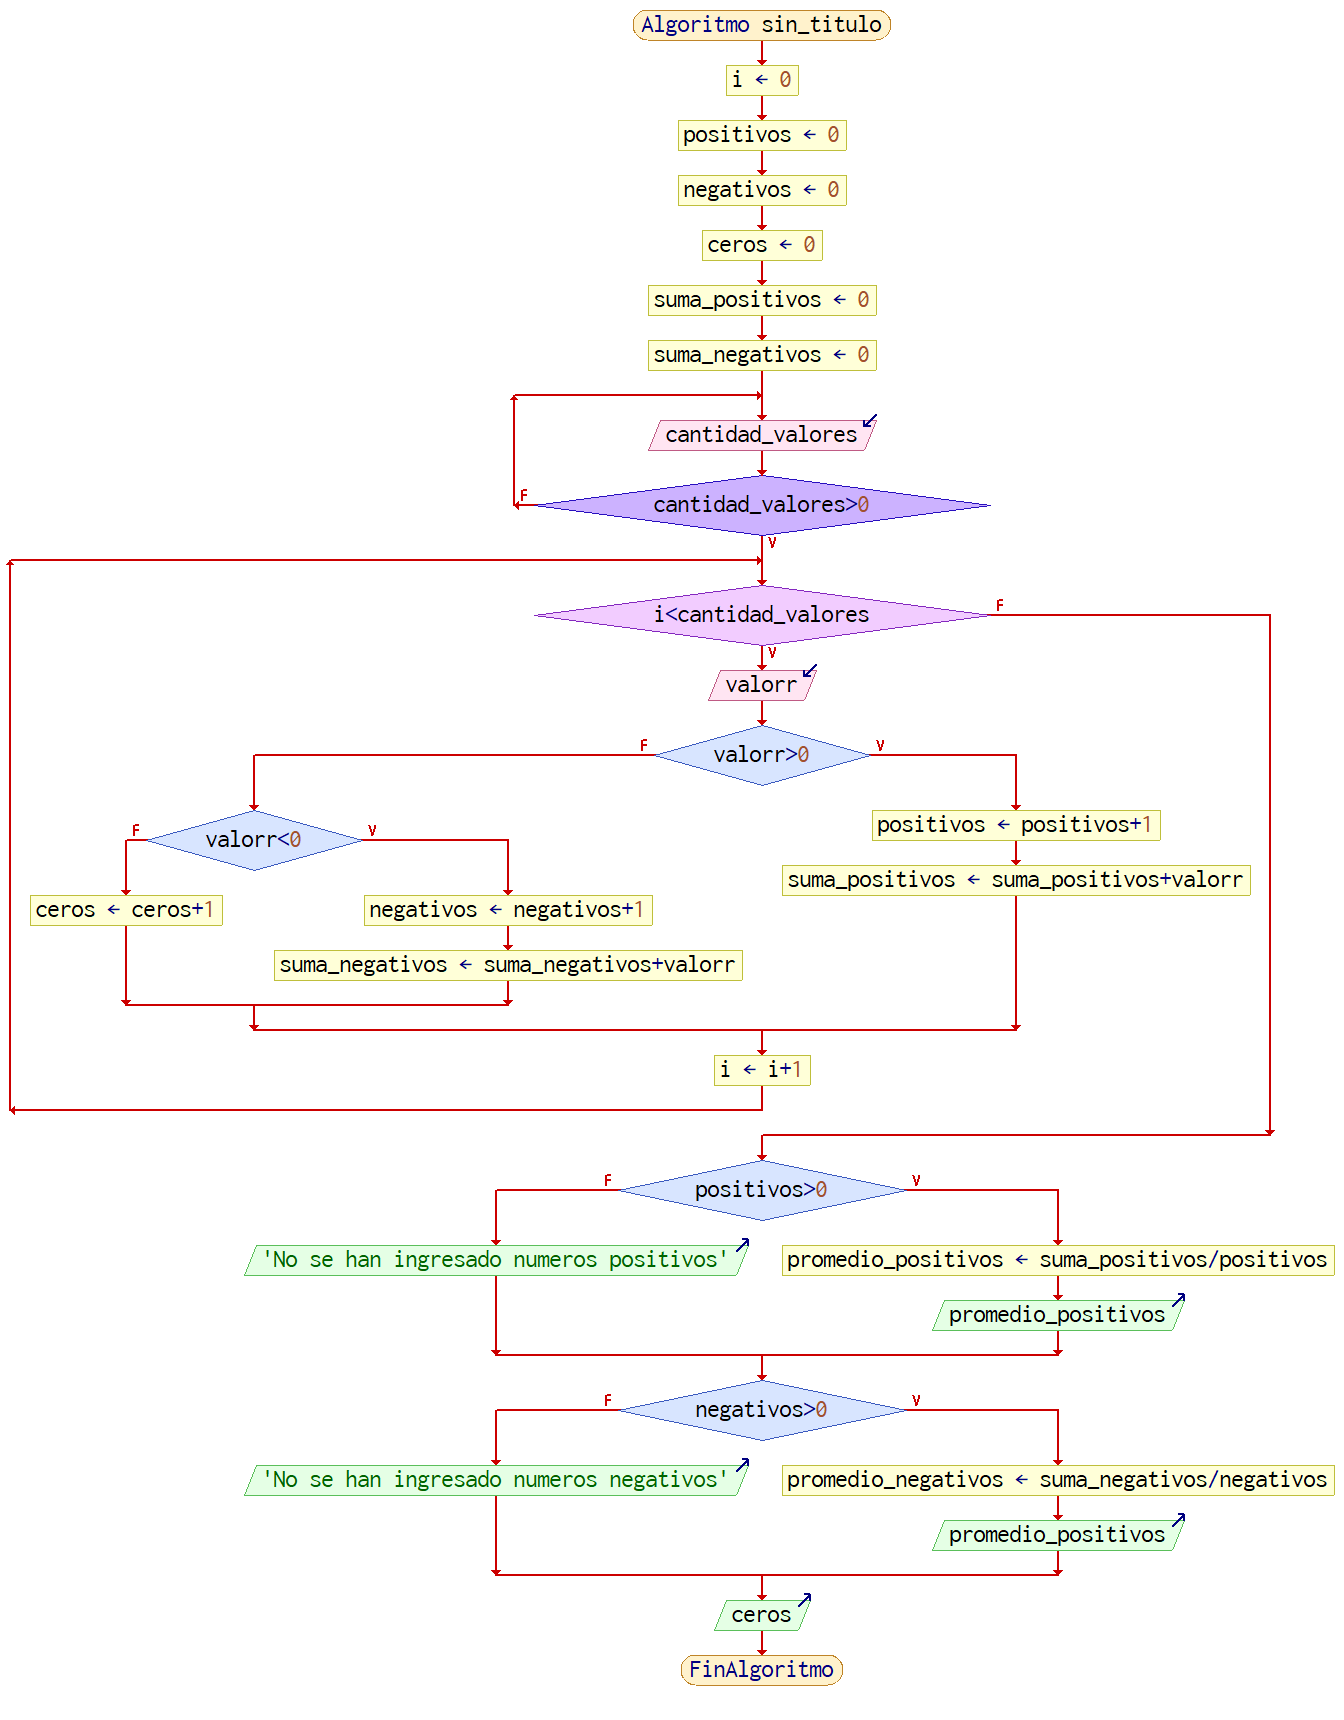 Algoritmo sin_titulo
i ← 0
positivos ← 0
negativos ← 0
ceros ← 0
suma_positivos ← 0
suma_negativos ← 0
cantidad_valores
F
cantidad_valores>0
V
F
i<cantidad_valores
V
valorr
F
V
valorr>0
F
V
valorr<0
positivos ← positivos+1
suma_positivos ← suma_positivos+valorr
ceros ← ceros+1
negativos ← negativos+1
suma_negativos ← suma_negativos+valorr
i ← i+1
F
V
positivos>0
'No se han ingresado numeros positivos'
promedio_positivos ← suma_positivos/positivos
promedio_positivos
F
V
negativos>0
'No se han ingresado numeros negativos'
promedio_negativos ← suma_negativos/negativos
promedio_positivos
ceros
FinAlgoritmo